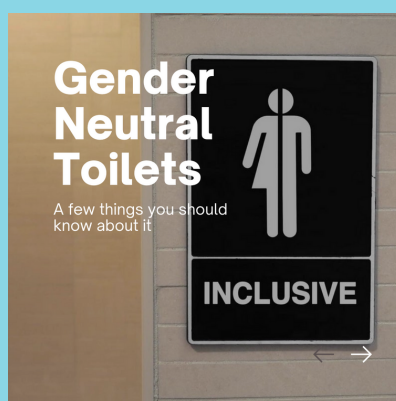 Gender
Neutral
Toilets
A few things you should
know about it
INCLUSIVE